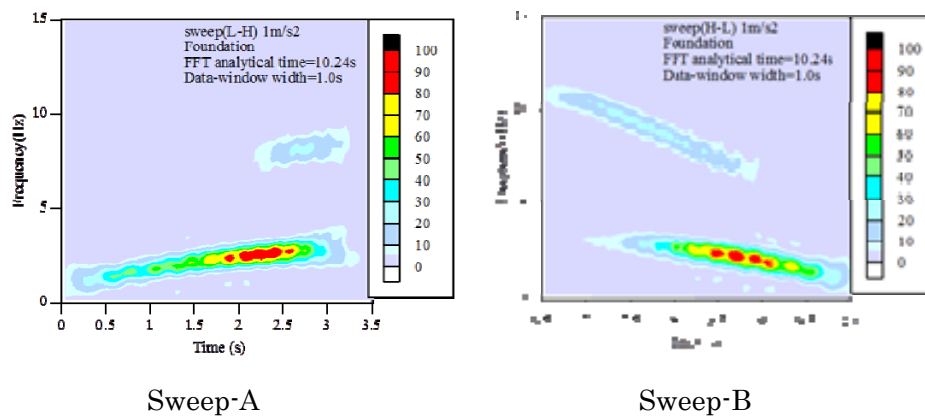 15
10
5
0
Frequency(Hz)
0 0.5 1 1.5 2 2.5 3 3.5
Time (s)
sweep(L-H) 1m/s2
Foundation
FFT analytical time=10.24s
Data-window width=1.0s
100
90
80
70
60
50
40
30
20
10
0
sweep(H-L) 1m/s2
Foundation
FFT analytical time=10.24s
Data-window width=1.0s
100
90
80
70
60
50
40
30
20
10
0
Sweep-A
Sweep-B